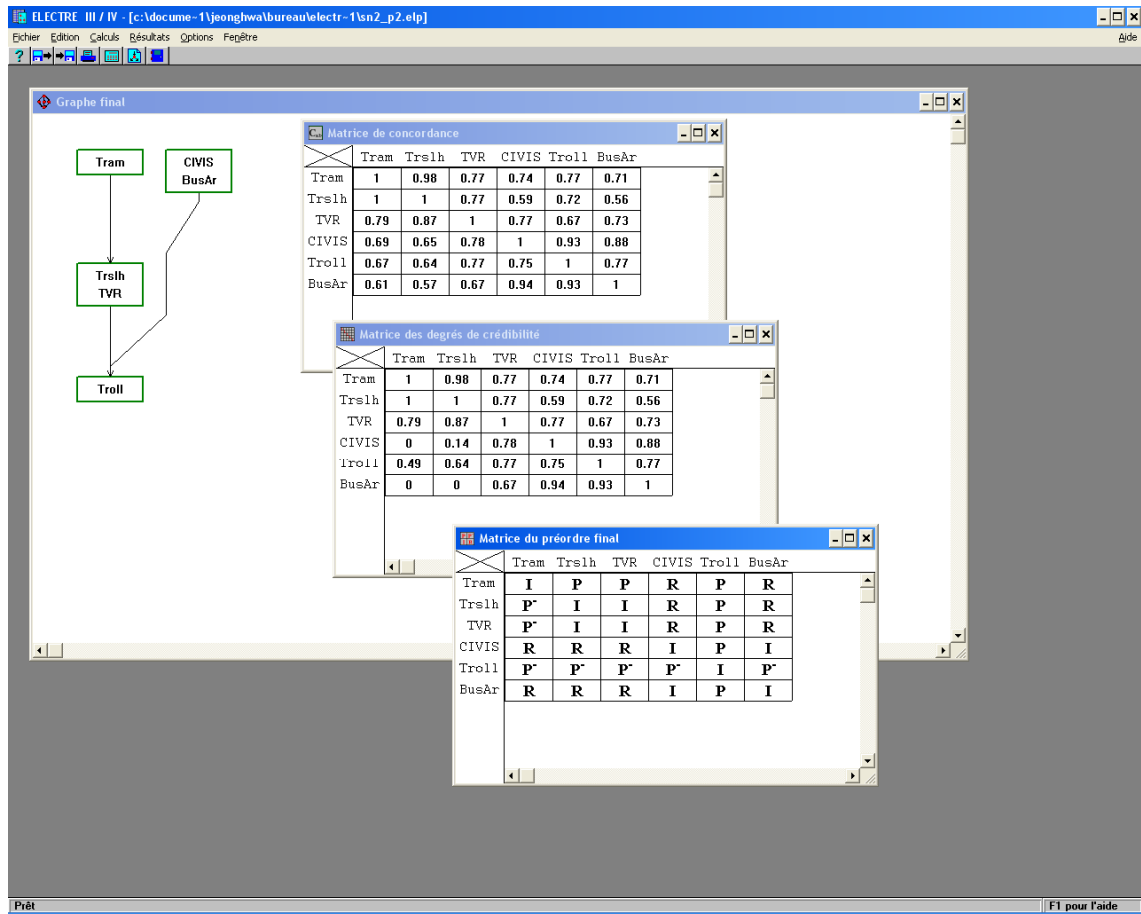 ELECTRE III / IV - [c:\docume~1\jeonghwa\bureau\electr~1\sn2_p2.elp]
Fichier Edition Calculs Résultats Options Fenêtre Aide
Graphe final
Tram
CIVIS
BusAr
Trslh
TVR
Troll
Matrice de concordance
Tram Trslh TVR CIVIS Troll BusAr
Tram 1 0.98 0.77 0.74 0.77 0.71
Trslh 1 1 0.77 0.59 0.72 0.56
TVR 0.79 0.87 1 0.77 0.67 0.73
CIVIS 0.69 0.65 0.78 1 0.93 0.88
Troll 0.67 0.64 0.77 0.75 1 0.77
BusAr 0.61 0.57 0.67 0.94 0.93 1
Matrice des degrés de crédibilité
Tram Trslh TVR CIVIS Troll BusAr
Tram 1 0.98 0.77 0.74 0.77 0.71
Trslh 1 1 0.77 0.59 0.72 0.56
TVR 0.79 0.87 1 0.77 0.67 0.73
CIVIS 0 0.14 0.78 1 0.93 0.88
Troll 0.49 0.64 0.77 0.75 1 0.77
BusAr 0 0 0.67 0.94 0.93 1
Matrice du préordre final
Tram Trslh TVR CIVIS Troll BusAr
Tram I P P R P R
Trslh P⁻ I I R P R
TVR P⁻ I I R P R
CIVIS R R R I P I
Troll P⁻ P⁻ P⁻ P⁻ I P⁻
BusAr R R R I P I
Prêt F1 pour l'aide